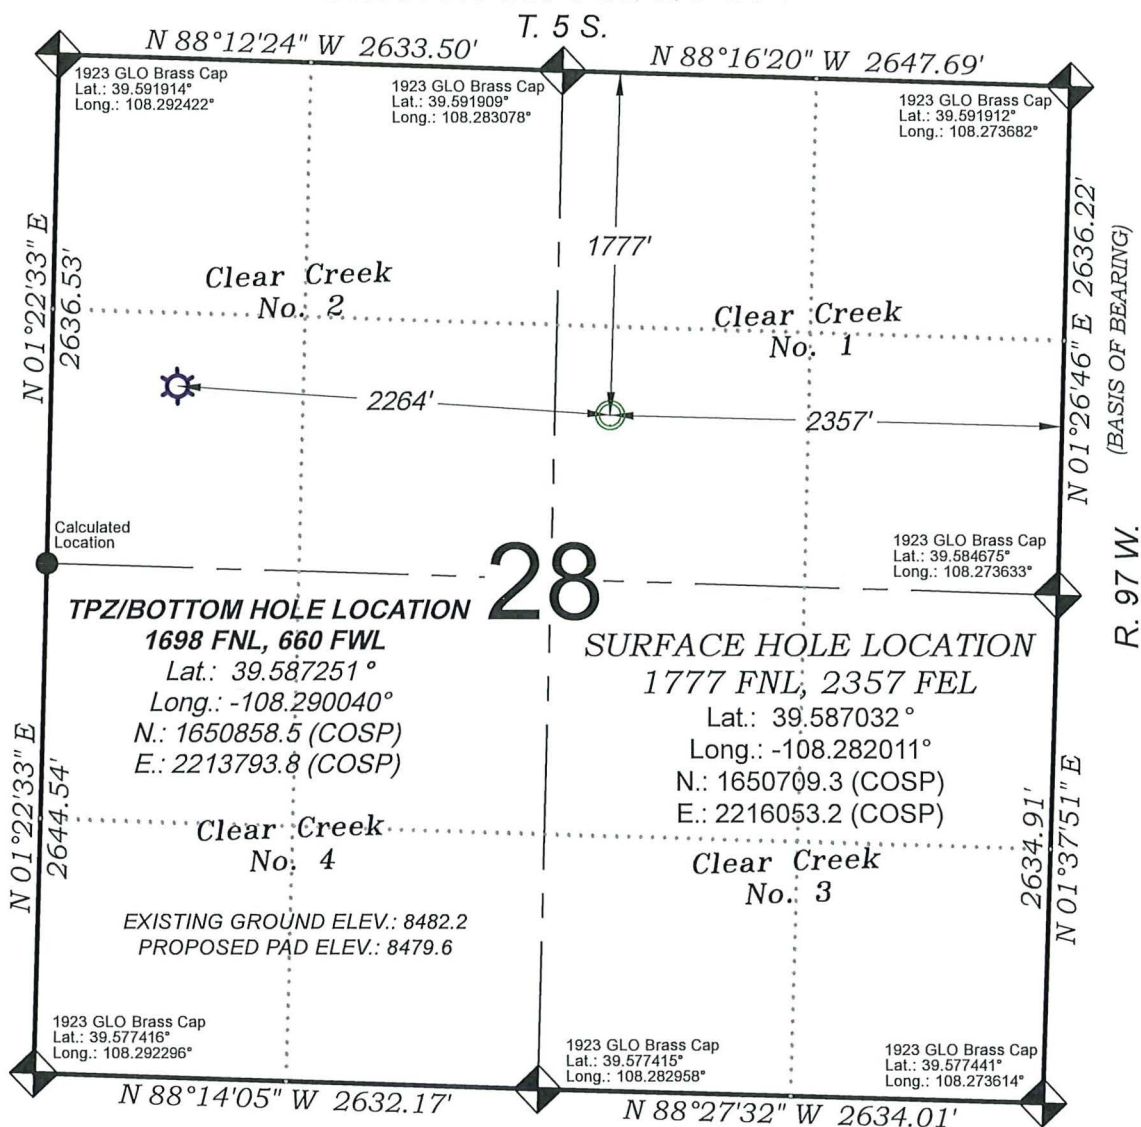 T. 5 S.
N 88°12'24" W 2633.50'
N 88°16'20" W 2647.69'
1923 GLO Brass Cap
Lat.: 39.591914°
Long.: 108.292422°
1923 GLO Brass Cap
Lat.: 39.591909°
Long.: 108.283078°
1923 GLO Brass Cap
Lat.: 39.591912°
Long.: 108.273682°
N 01°22'33" E
2636.53'
1777'
N 01°26'46" E 2636.22'
(BASIS OF BEARING)
Clear Creek
No. 2
Clear Creek
No. 1
2264'
2357'
Calculated
Location
1923 GLO Brass Cap
Lat.: 39.584675°
Long.: 108.273633°
R. 97 W.
28
TPZ/BOTTOM HOLE LOCATION
1698 FNL, 660 FWL
Lat.: 39.587251°
Long.: -108.290040°
N.: 1650858.5 (COSP)
E.: 2213793.8 (COSP)
SURFACE HOLE LOCATION
1777 FNL, 2357 FEL
Lat.: 39.587032°
Long.: -108.282011°
N.: 1650709.3 (COSP)
E.: 2216053.2 (COSP)
N 01°22'33" E
2644.54'
2634.91'
N 01°37'51" E
Clear Creek
No. 4
Clear Creek
No. 3
EXISTING GROUND ELEV.: 8482.2
PROPOSED PAD ELEV.: 8479.6
1923 GLO Brass Cap
Lat.: 39.577416°
Long.: 108.292296°
1923 GLO Brass Cap
Lat.: 39.577415°
Long.: 108.282958°
1923 GLO Brass Cap
Lat.: 39.577441°
Long.: 108.273614°
N 88°14'05" W 2632.17'
N 88°27'32" W 2634.01'